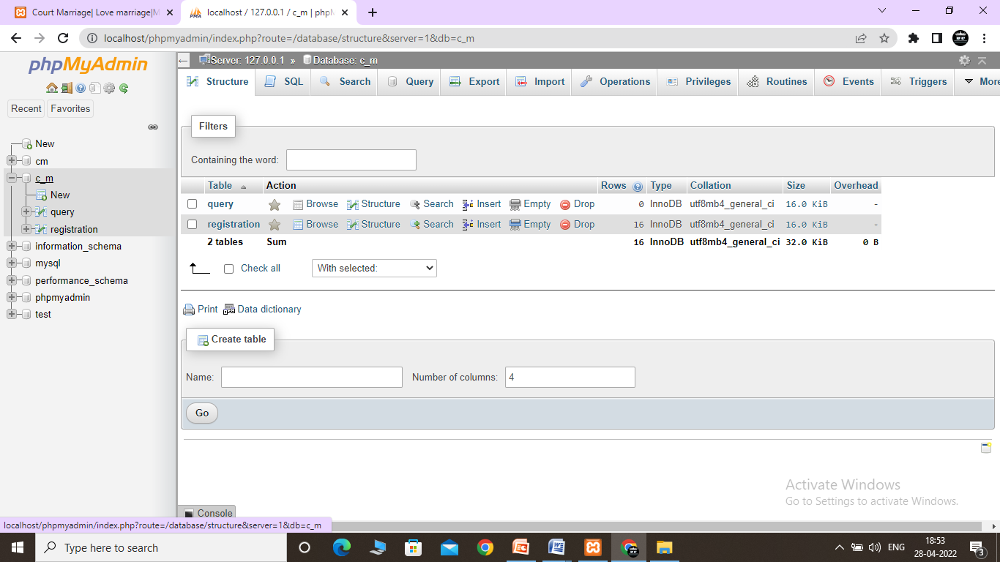 Court Marriage| Love marriage|M
localhost / 127.0.0.1 / c_m | phpM
localhost/phpmyadmin/index.php?route=/database/structure&server=1&db=c_m
phpMyAdmin
Recent Favorites
New
cm
c_m
New
query
registration
information_schema
mysql
performance_schema
phpmyadmin
test
Server: 127.0.0.1 » Database: c_m
Structure SQL Search Query Export Import Operations Privileges Routines Events Triggers More
Filters
Containing the word:
Table Action Rows Type Collation Size Overhead
query Browse Structure Search Insert Empty Drop 0 InnoDB utf8mb4_general_ci 16.0 KiB -
registration Browse Structure Search Insert Empty Drop 16 InnoDB utf8mb4_general_ci 16.0 KiB -
2 tables Sum 16 InnoDB utf8mb4_general_ci 32.0 KiB 0 B
Check all With selected:
Print Data dictionary
Create table
Name: Number of columns: 4
Go
Activate Windows
Go to Settings to activate Windows.
Console
localhost/phpmyadmin/index.php?route=/database/structure&server=1&db=c_m
Type here to search
ENG
18:53
28-04-2022
3